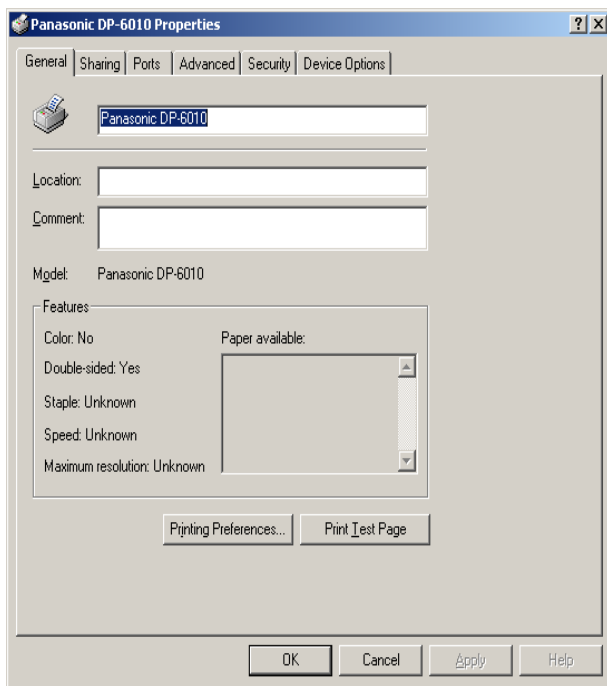 Panasonic DP-6010 Properties
General Sharing Ports Advanced Security Device Options
Panasonic DP-6010
Location:
Comment:
Model: Panasonic DP-6010
Features
Color: No Paper available:
Double-sided: Yes
Staple: Unknown
Speed: Unknown
Maximum resolution: Unknown
Printing Preferences... Print Test Page
OK Cancel Apply Help